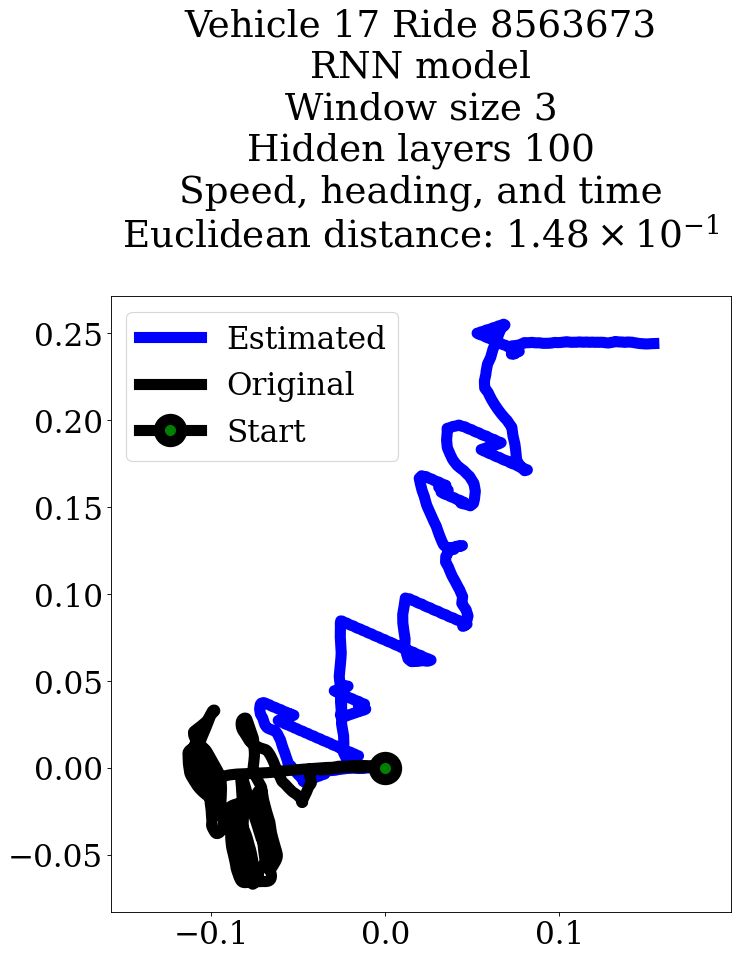 Vehicle 17 Ride 8563673
RNN model
Window size 3
Hidden layers 100
Speed, heading, and time
Euclidean distance: 1.48 × 10⁻¹
Estimated
Original
Start
0.25
0.20
0.15
0.10
0.05
0.00
−0.05
−0.1 0.0 0.1